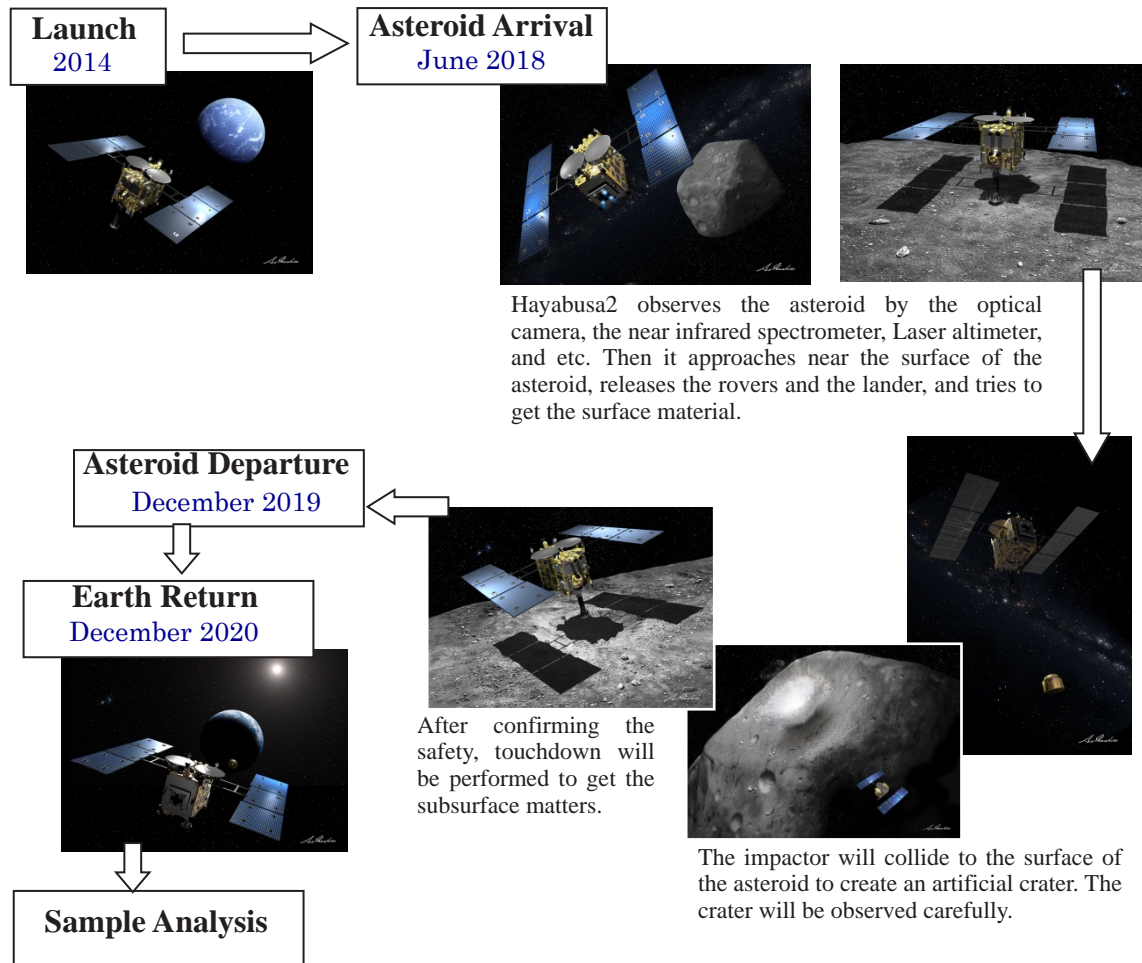 Launch
2014
Asteroid Arrival
June 2018
Hayabusa2 observes the asteroid by the optical
camera, the near infrared spectrometer, Laser altimeter,
and etc. Then it approaches near the surface of the
asteroid, releases the rovers and the lander, and tries to
get the surface material.
The impactor will collide to the surface of
the asteroid to create an artificial crater. The
crater will be observed carefully.
After confirming the
safety, touchdown will
be performed to get the
subsurface matters.
Asteroid Departure
December 2019
Earth Return
December 2020
Sample Analysis